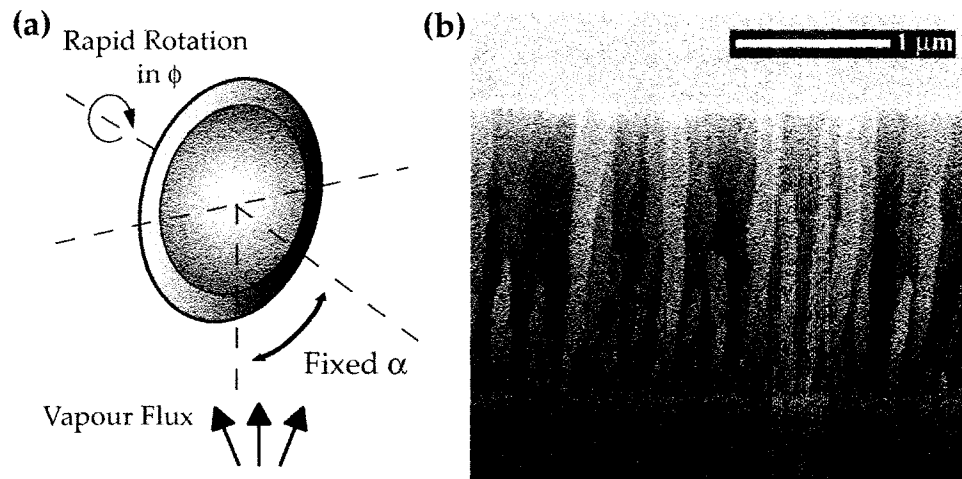 (a)
Rapid Rotation
in ϕ
Fixed α
Vapour Flux
(b)
1 µm